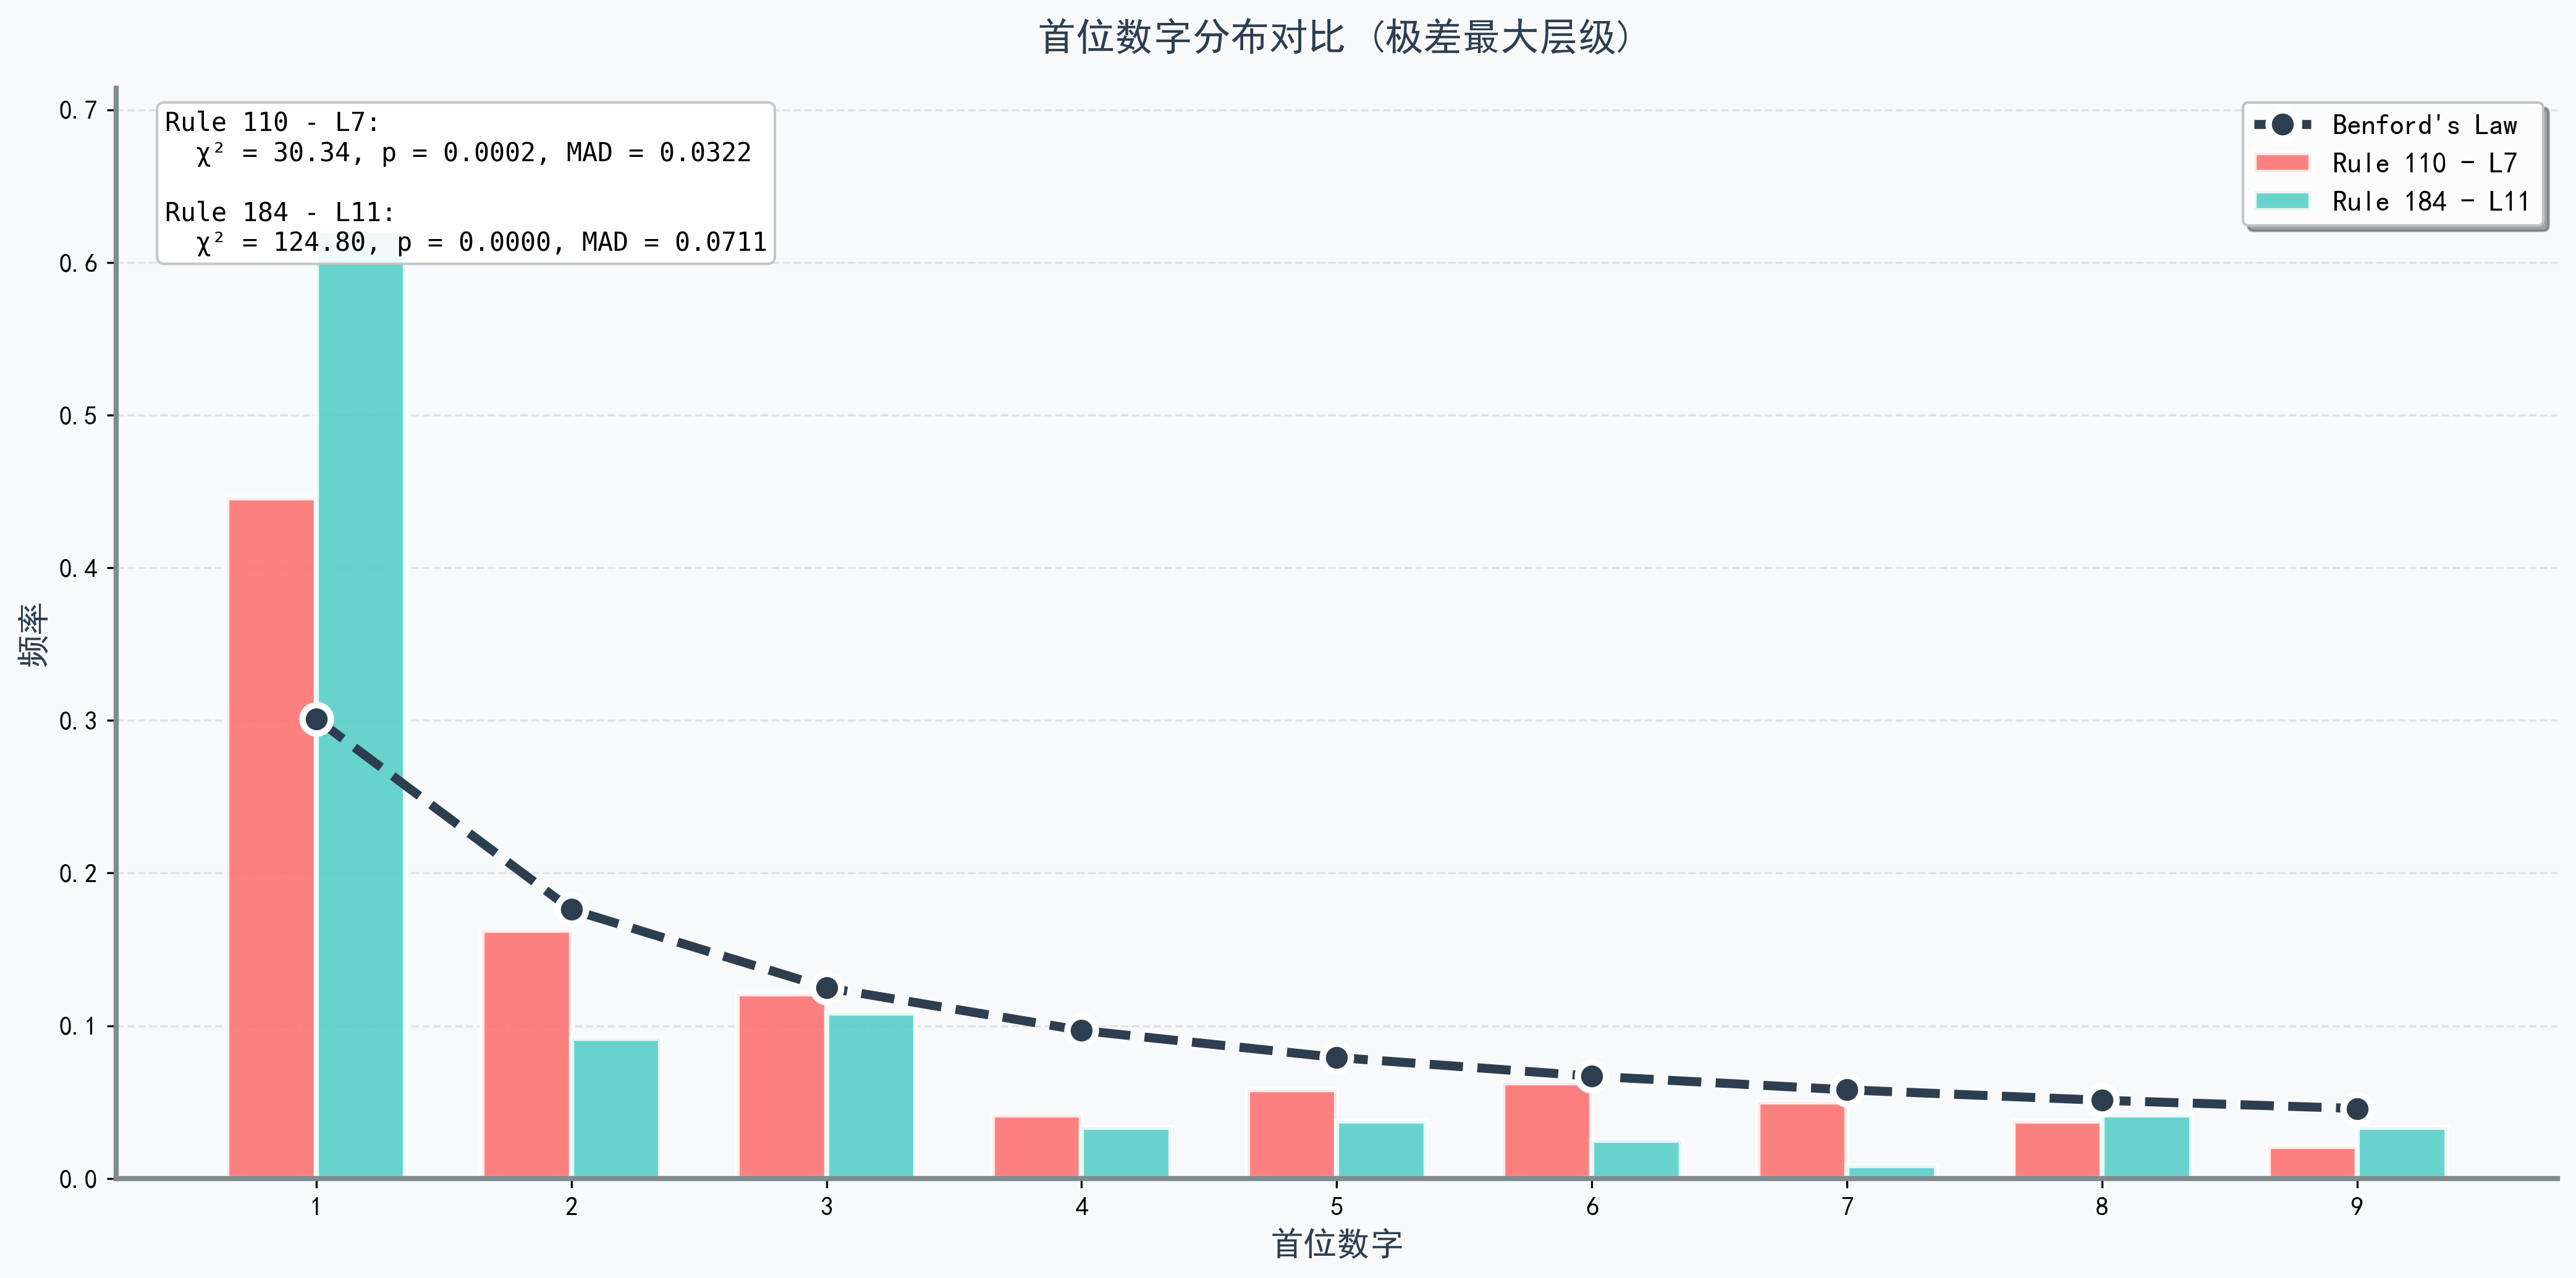 首位数字分布对比 (极差最大层级)
Rule 110 - L7:
χ² = 30.34, p = 0.0002, MAD = 0.0322
Rule 184 - L11:
χ² = 124.80, p = 0.0000, MAD = 0.0711
Benford's Law
Rule 110 - L7
Rule 184 - L11
频率
0.7
0.6
0.5
0.4
0.3
0.2
0.1
0.0
1 2 3 4 5 6 7 8 9
首位数字